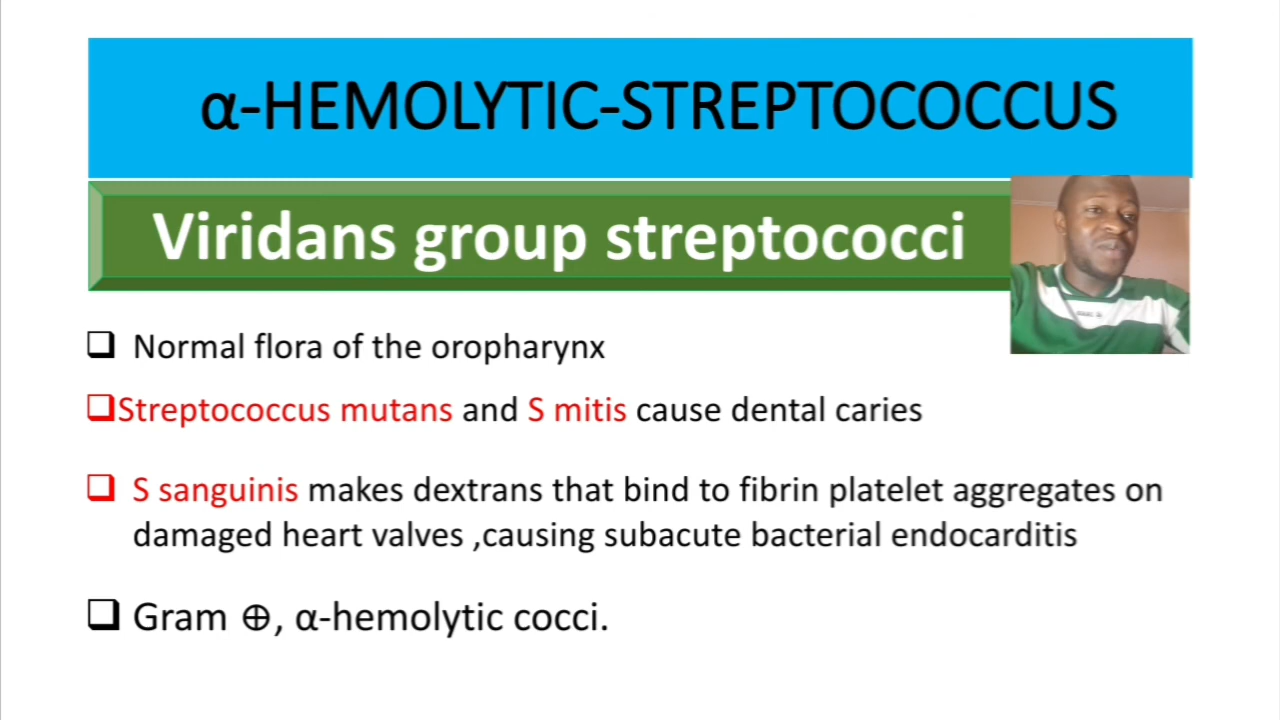 α-HEMOLYTIC-STREPTOCOCCUS
Viridans group streptococci
Normal flora of the oropharynx
Streptococcus mutans and S mitis cause dental caries
S sanguinis makes dextrans that bind to fibrin platelet aggregates on
damaged heart valves ,causing subacute bacterial endocarditis
Gram ⊕, α-hemolytic cocci.